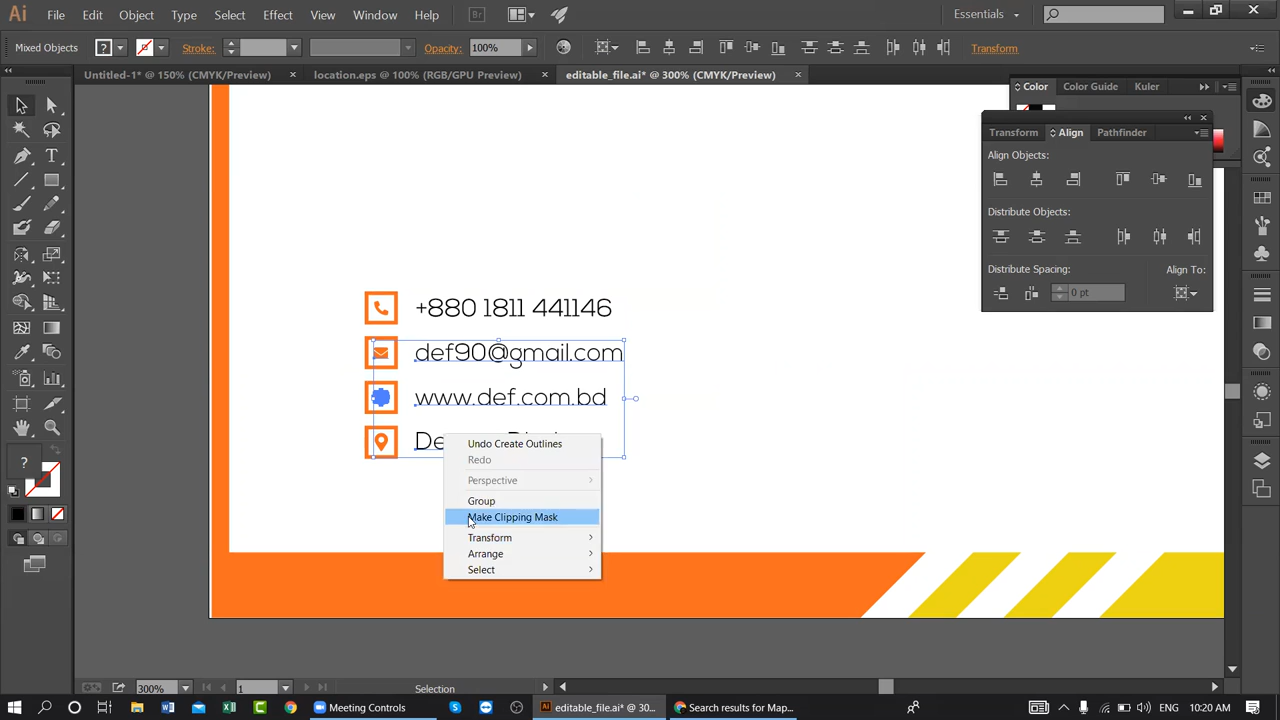 Ai File Edit Object Type Select Effect View Window Help Br Essentials
Mixed Objects ? Stroke: Opacity: 100% Transform
Untitled-1* @ 150% (CMYK/Preview) × location.eps @ 100% (RGB/GPU Preview) × editable_file.ai* @ 300% (CMYK/Preview) ×
Color Color Guide Kuler
Transform Align Pathfinder
Align Objects:
Distribute Objects:
Distribute Spacing: Align To:
0 pt
+880 1811 441146
def90@gmail.com
www.def.com.bd
Undo Create Outlines
Redo
Perspective
Group
Make Clipping Mask
Transform
Arrange
Select
?
300% 1 Selection
Meeting Controls editable_file.ai* @ 30... Search results for Map... ENG 10:20 AM